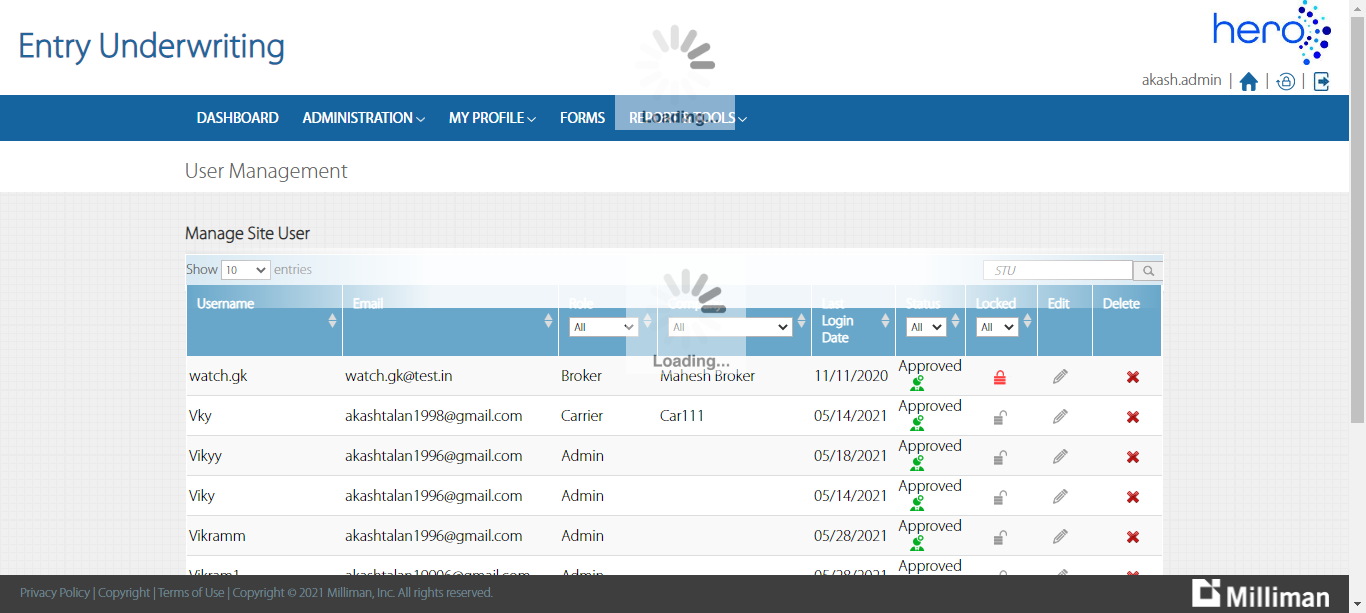 Entry Underwriting
Loading...
hero
akash.admin | | |
DASHBOARD ADMINISTRATION MY PROFILE FORMS REPORT & TOOLS
User Management
Manage Site User
Show 10 entries STU
Username Email Role Company Last Login Date Status Locked Edit Delete
All All All All
Loading...
watch.gk watch.gk@test.in Broker Mahesh Broker 11/11/2020 Approved
Vky akashtalan1998@gmail.com Carrier Car111 05/14/2021 Approved
Vikyy akashtalan1996@gmail.com Admin 05/18/2021 Approved
Viky akashtalan1996@gmail.com Admin 05/14/2021 Approved
Vikramm akashtalan1996@gmail.com Admin 05/28/2021 Approved
Vikram1 Admin 05/28/2021 Approved
Privacy Policy | Copyright | Terms of Use | Copyright © 2021 Milliman, Inc. All rights reserved.
Milliman